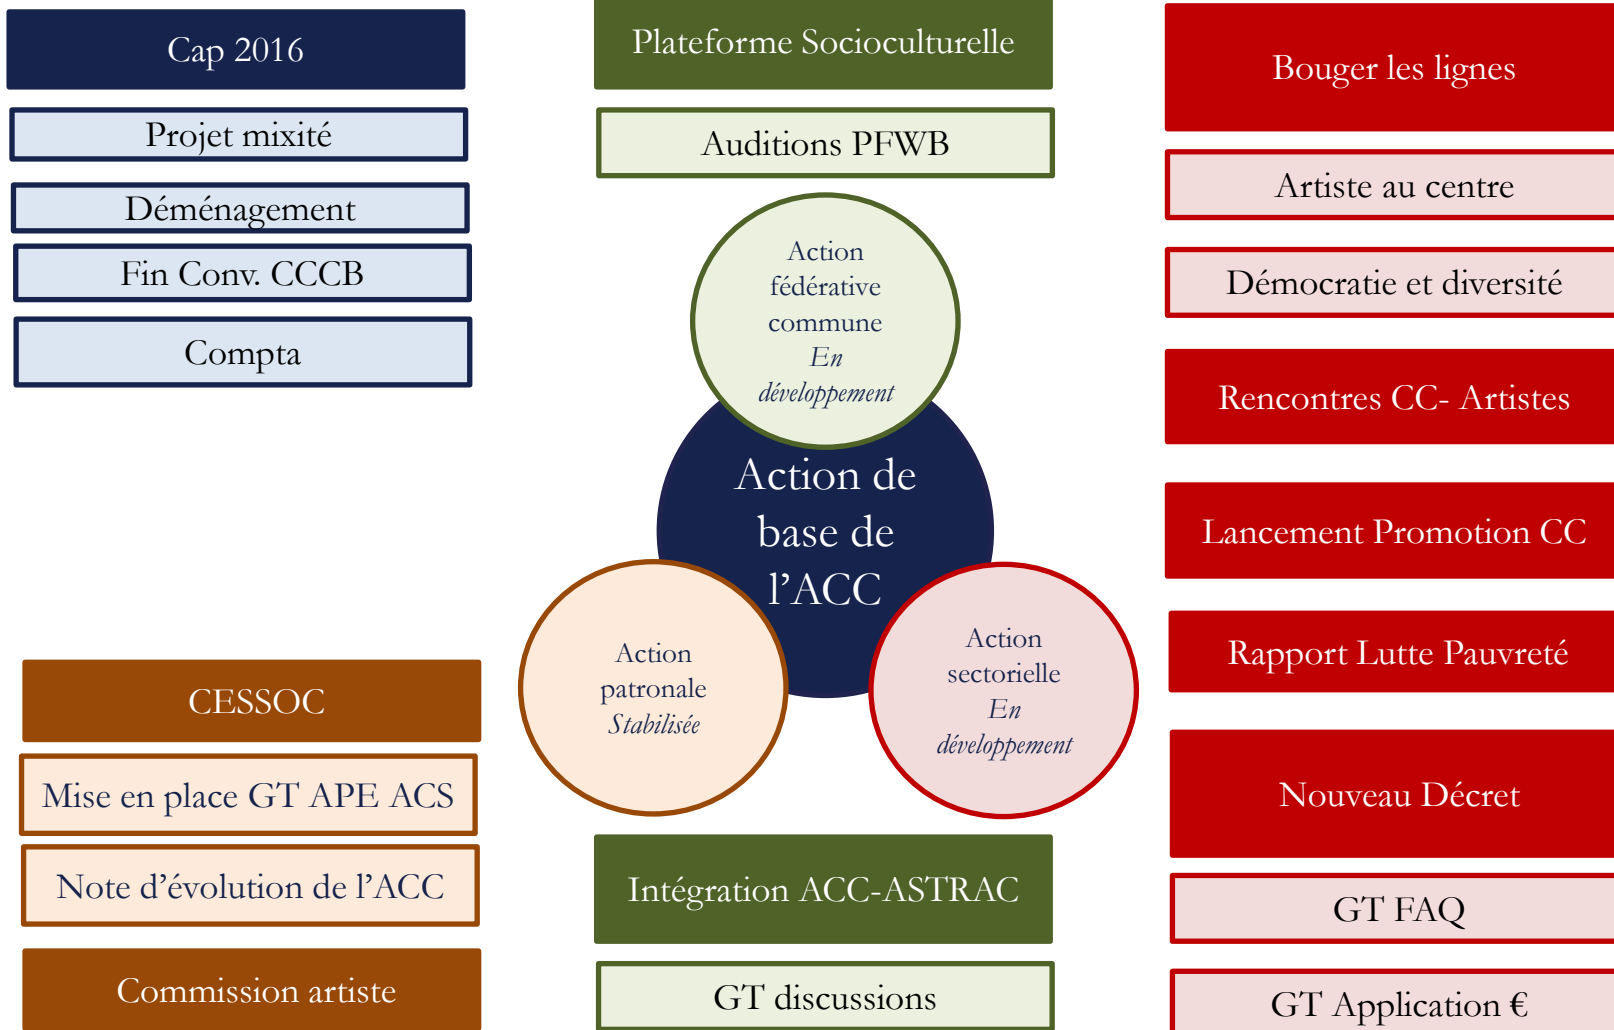 Cap 2016
Projet mixité
Déménagement
Fin Conv. CCCB
Compta
Plateforme Socioculturelle
Auditions PFWB
Action
fédérative
commune
En
développement
Action de
base de
l’ACC
Action
patronale
Stabilisée
Action
sectorielle
En
développement
CESSOC
Mise en place GT APE ACS
Note d’évolution de l’ACC
Commission artiste
Intégration ACC-ASTRAC
GT discussions
Bouger les lignes
Artiste au centre
Démocratie et diversité
Rencontres CC- Artistes
Lancement Promotion CC
Rapport Lutte Pauvreté
Nouveau Décret
GT FAQ
GT Application €